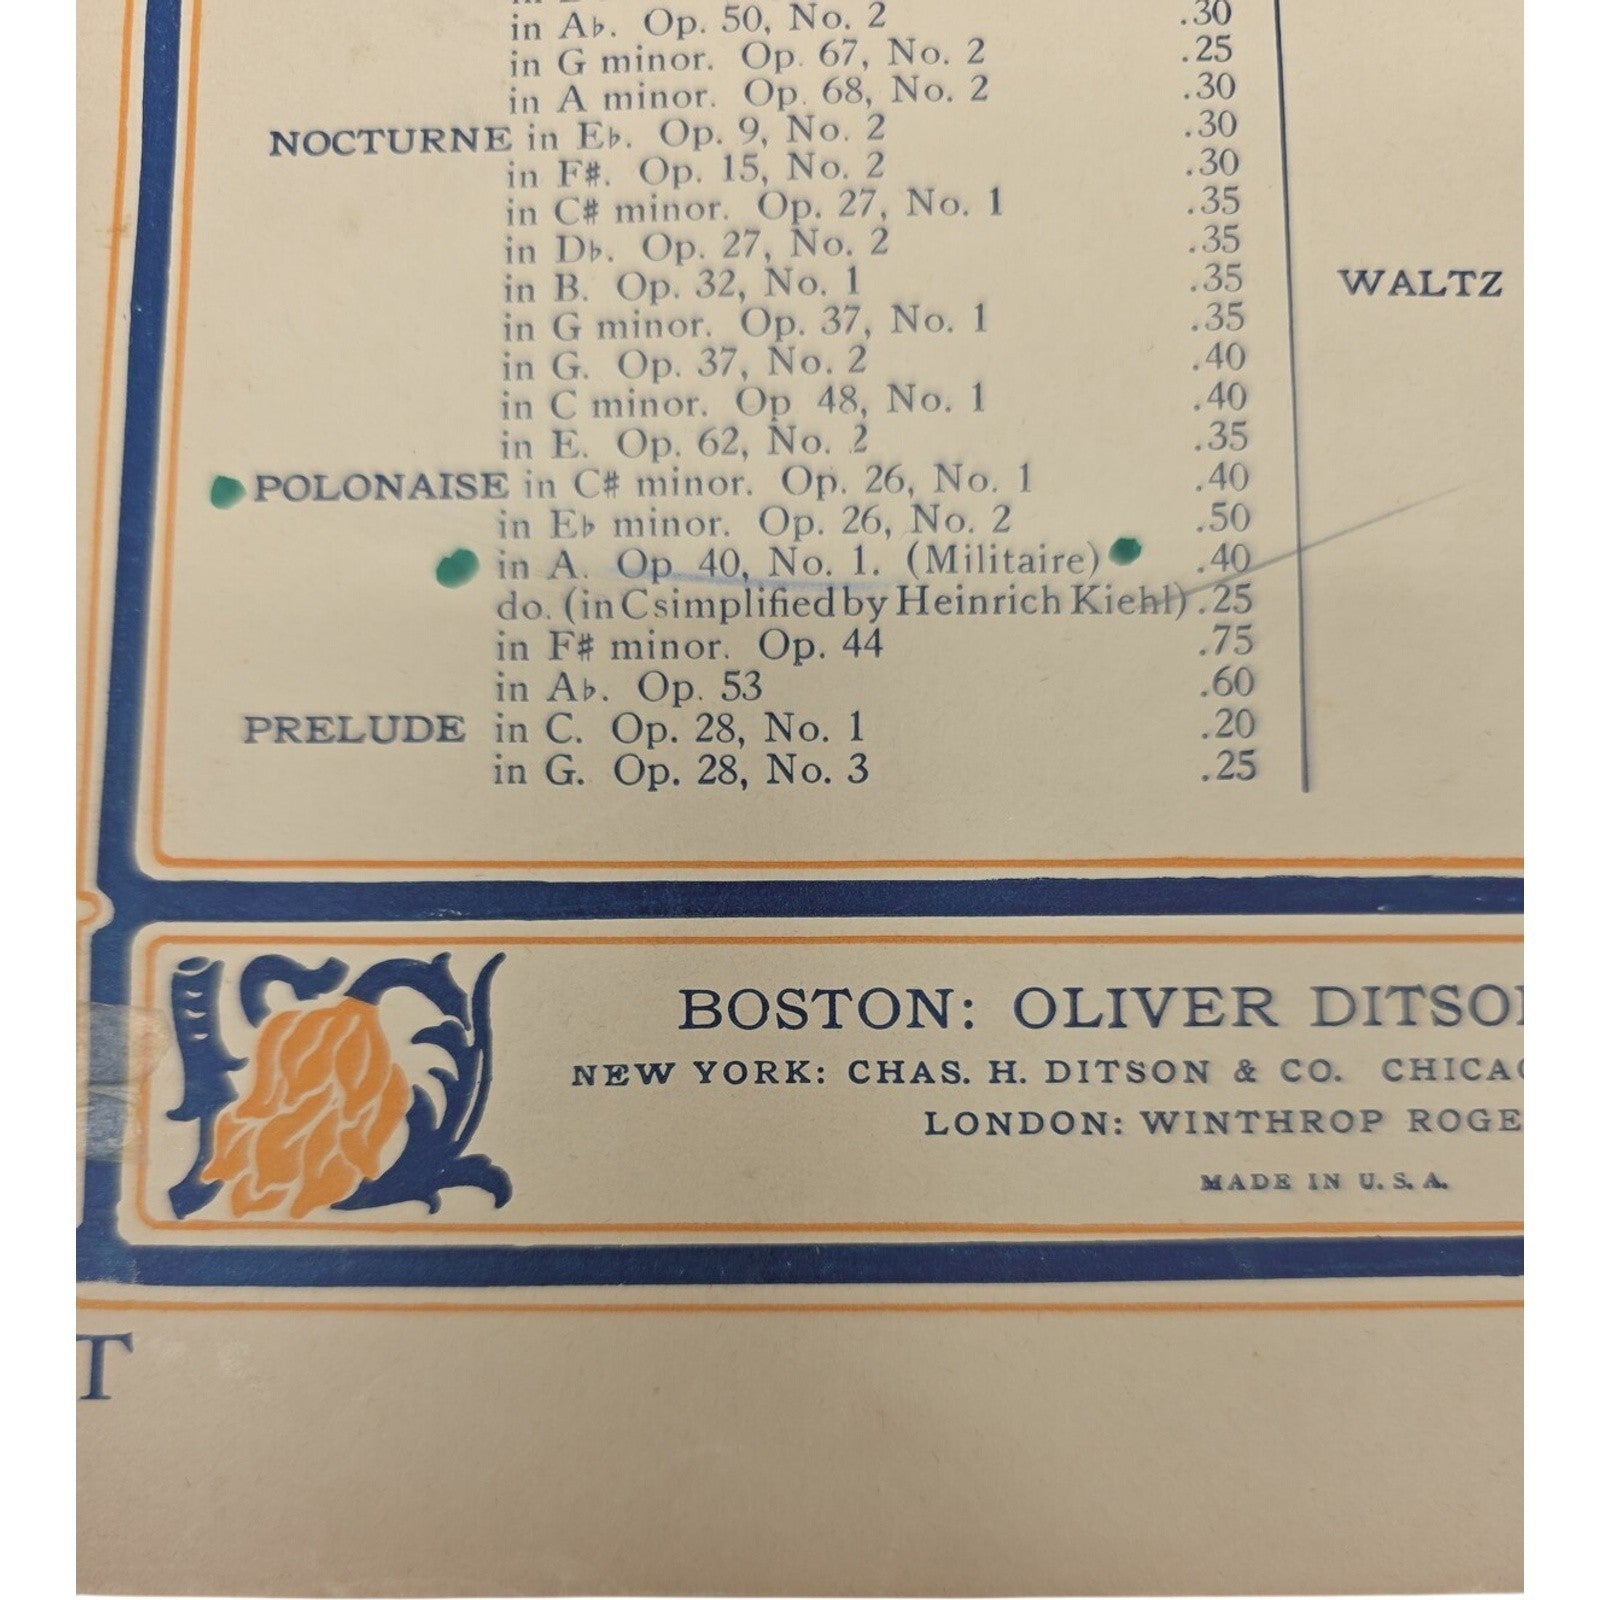 in A♭. Op. 50, No. 2 .30
in G minor. Op. 67, No. 2 .25
in A minor. Op. 68, No. 2 .30
NOCTURNE in E♭. Op. 9, No. 2 .30
in F#. Op. 15, No. 2 .30
in C# minor. Op. 27, No. 1 .35
in D♭. Op. 27, No. 2 .35
in B. Op. 32, No. 1 .35
in G minor. Op. 37, No. 1 .35
in G. Op. 37, No. 2 .40
in C minor. Op 48, No. 1 .40
in E. Op. 62, No. 2 .35
POLONAISE in C# minor. Op. 26, No. 1 .40
in E♭ minor. Op. 26, No. 2 .50
in A. Op 40, No. 1. (Militaire) .40
do. (in C simplified by Heinrich Kiehl) .25
in F# minor. Op. 44 .75
in A♭. Op. 53 .60
PRELUDE in C. Op. 28, No. 1 .20
in G. Op. 28, No. 3 .25
WALTZ
BOSTON: OLIVER DITSO
NEW YORK: CHAS. H. DITSON & CO. CHICA
LONDON: WINTHROP ROGE
MADE IN U.S.A.
T